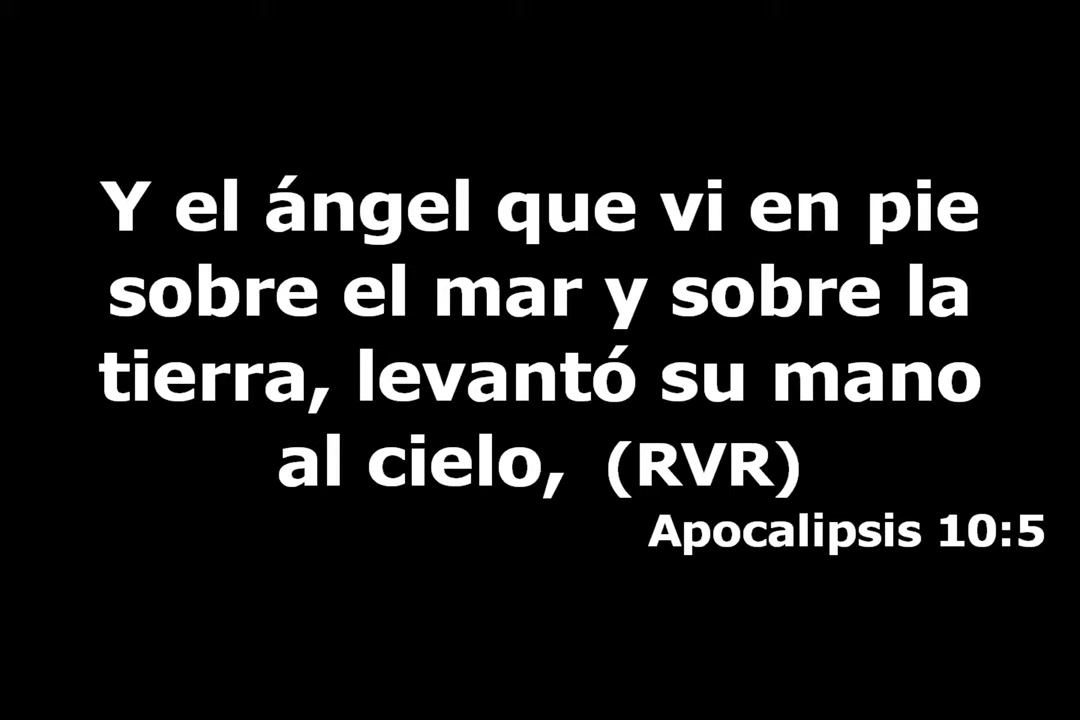 Y el ángel que vi en pie
sobre el mar y sobre la
tierra, levantó su mano
al cielo, (RVR)
Apocalipsis 10:5